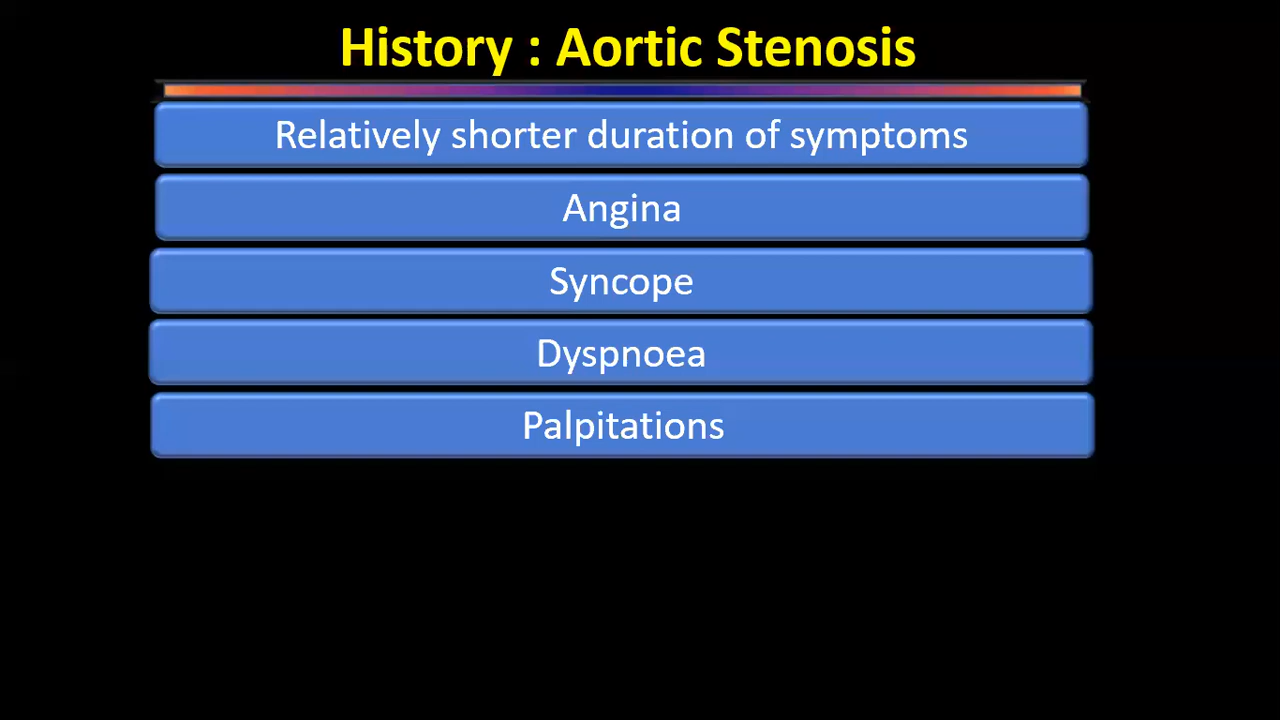 History : Aortic Stenosis
Relatively shorter duration of symptoms
Angina
Syncope
Dyspnoea
Palpitations